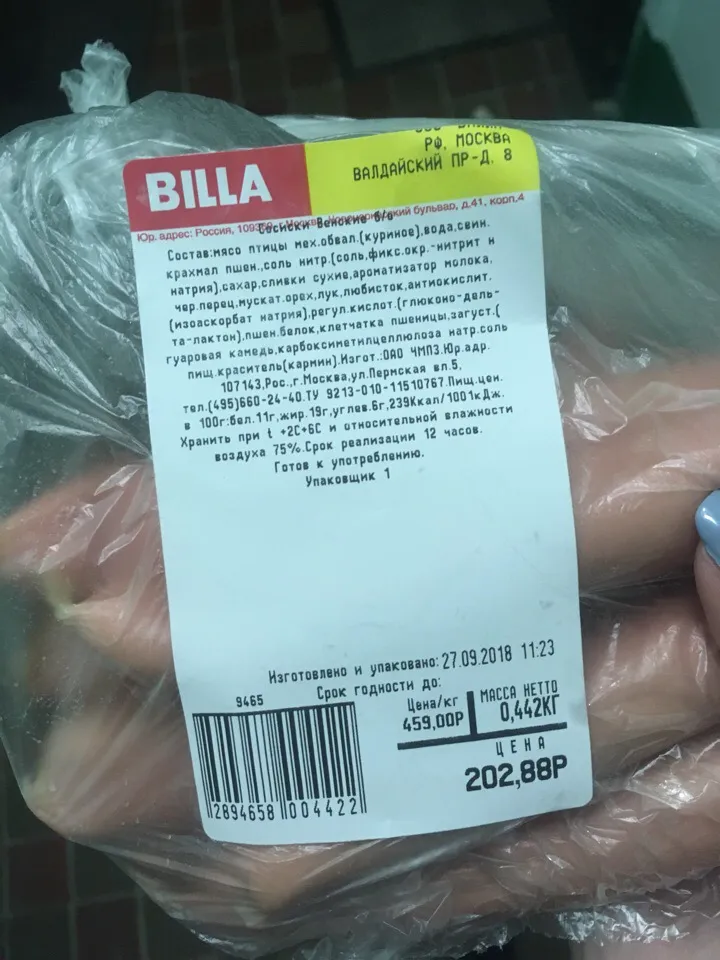 РФ, МОСКВА
ВАЛДАЙСКИЙ ПР-Д. 8
BILLA
Юр. адрес: Россия, бульвар, д.41, корп.4
Сосиски Венские б/о
Состав:мясо птицы мех.обвал.(куриное),вода,свин.
крахмал пшен.,соль нитр.(соль,фикс.окр.-нитрит н
натрия),сахар,сливки сухие,ароматизатор молока,
чер.перец,мускат.орех,лук,любисток,антиокислит.
(изоаскорбат натрия),регул.кислот.(глюконо-дель-
та-лактон),пшен.белок,клетчатка пшеницы,загуст.(
гуаровая камедь,карбоксиметилцеллюлоза натр.соль
пищ.краситель(кармин).Изгот.:ОАО ЧМПЗ.Юр.адр.
107143,Рос.,г.Москва,ул.Пермская вл.5,
тел.(495)660-24-40.ТУ 9213-010-11510767.Пищ.цен.
в 100г:бел.11г,жир.19г,углев.6г,239Ккал/1001кДж.
Хранить при t +2С+6С и относительной влажности
воздуха 75%.Срок реализации 12 часов.
Готов к употреблению.
Упаковщик 1
Изготовлено и упаковано: 27.09.2018 11:23
Срок годности до:
9465
Цена/кг
459,00Р
МАССА НЕТТО
0,442КГ
ЦЕНА
202,88Р
2894658 004422